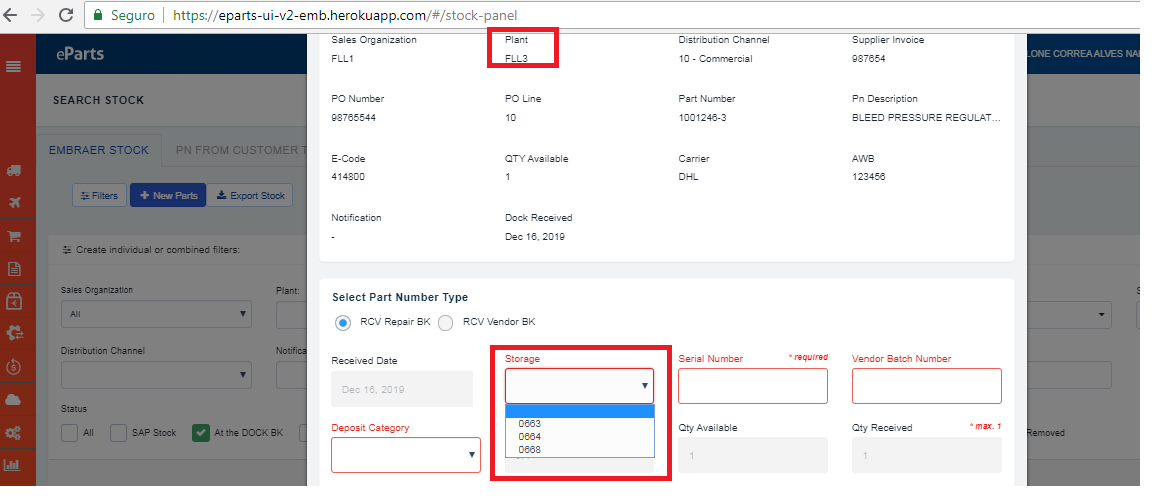 Seguro https://eparts-ui-v2-emb.herokuapp.com/#/stock-panel
eParts
LONE CORREA ALVES NA
SEARCH STOCK
EMBRAER STOCK PN FROM CUSTOMER T
Filters + New Parts Export Stock
Create individual or combined filters:
Sales Organization Plant:
All
Distribution Channel Notifica
Status
All SAP Stock At the DOCK BK
Removed
Sales Organization Plant Distribution Channel Supplier Invoice
FLL1 FLL3 10 - Commercial 987654
PO Number PO Line Part Number Pn Description
98765544 10 1001246-3 BLEED PRESSURE REGULAT...
E-Code QTY Available Carrier AWB
414800 1 DHL 123456
Notification Dock Received
- Dec 16, 2019
Select Part Number Type
RCV Repair BK RCV Vendor BK
Received Date Storage Serial Number * required Vendor Batch Number
Dec 16, 2019
0663
0664
0668
Deposit Category Qty Available Qty Received * max. 1
1 1